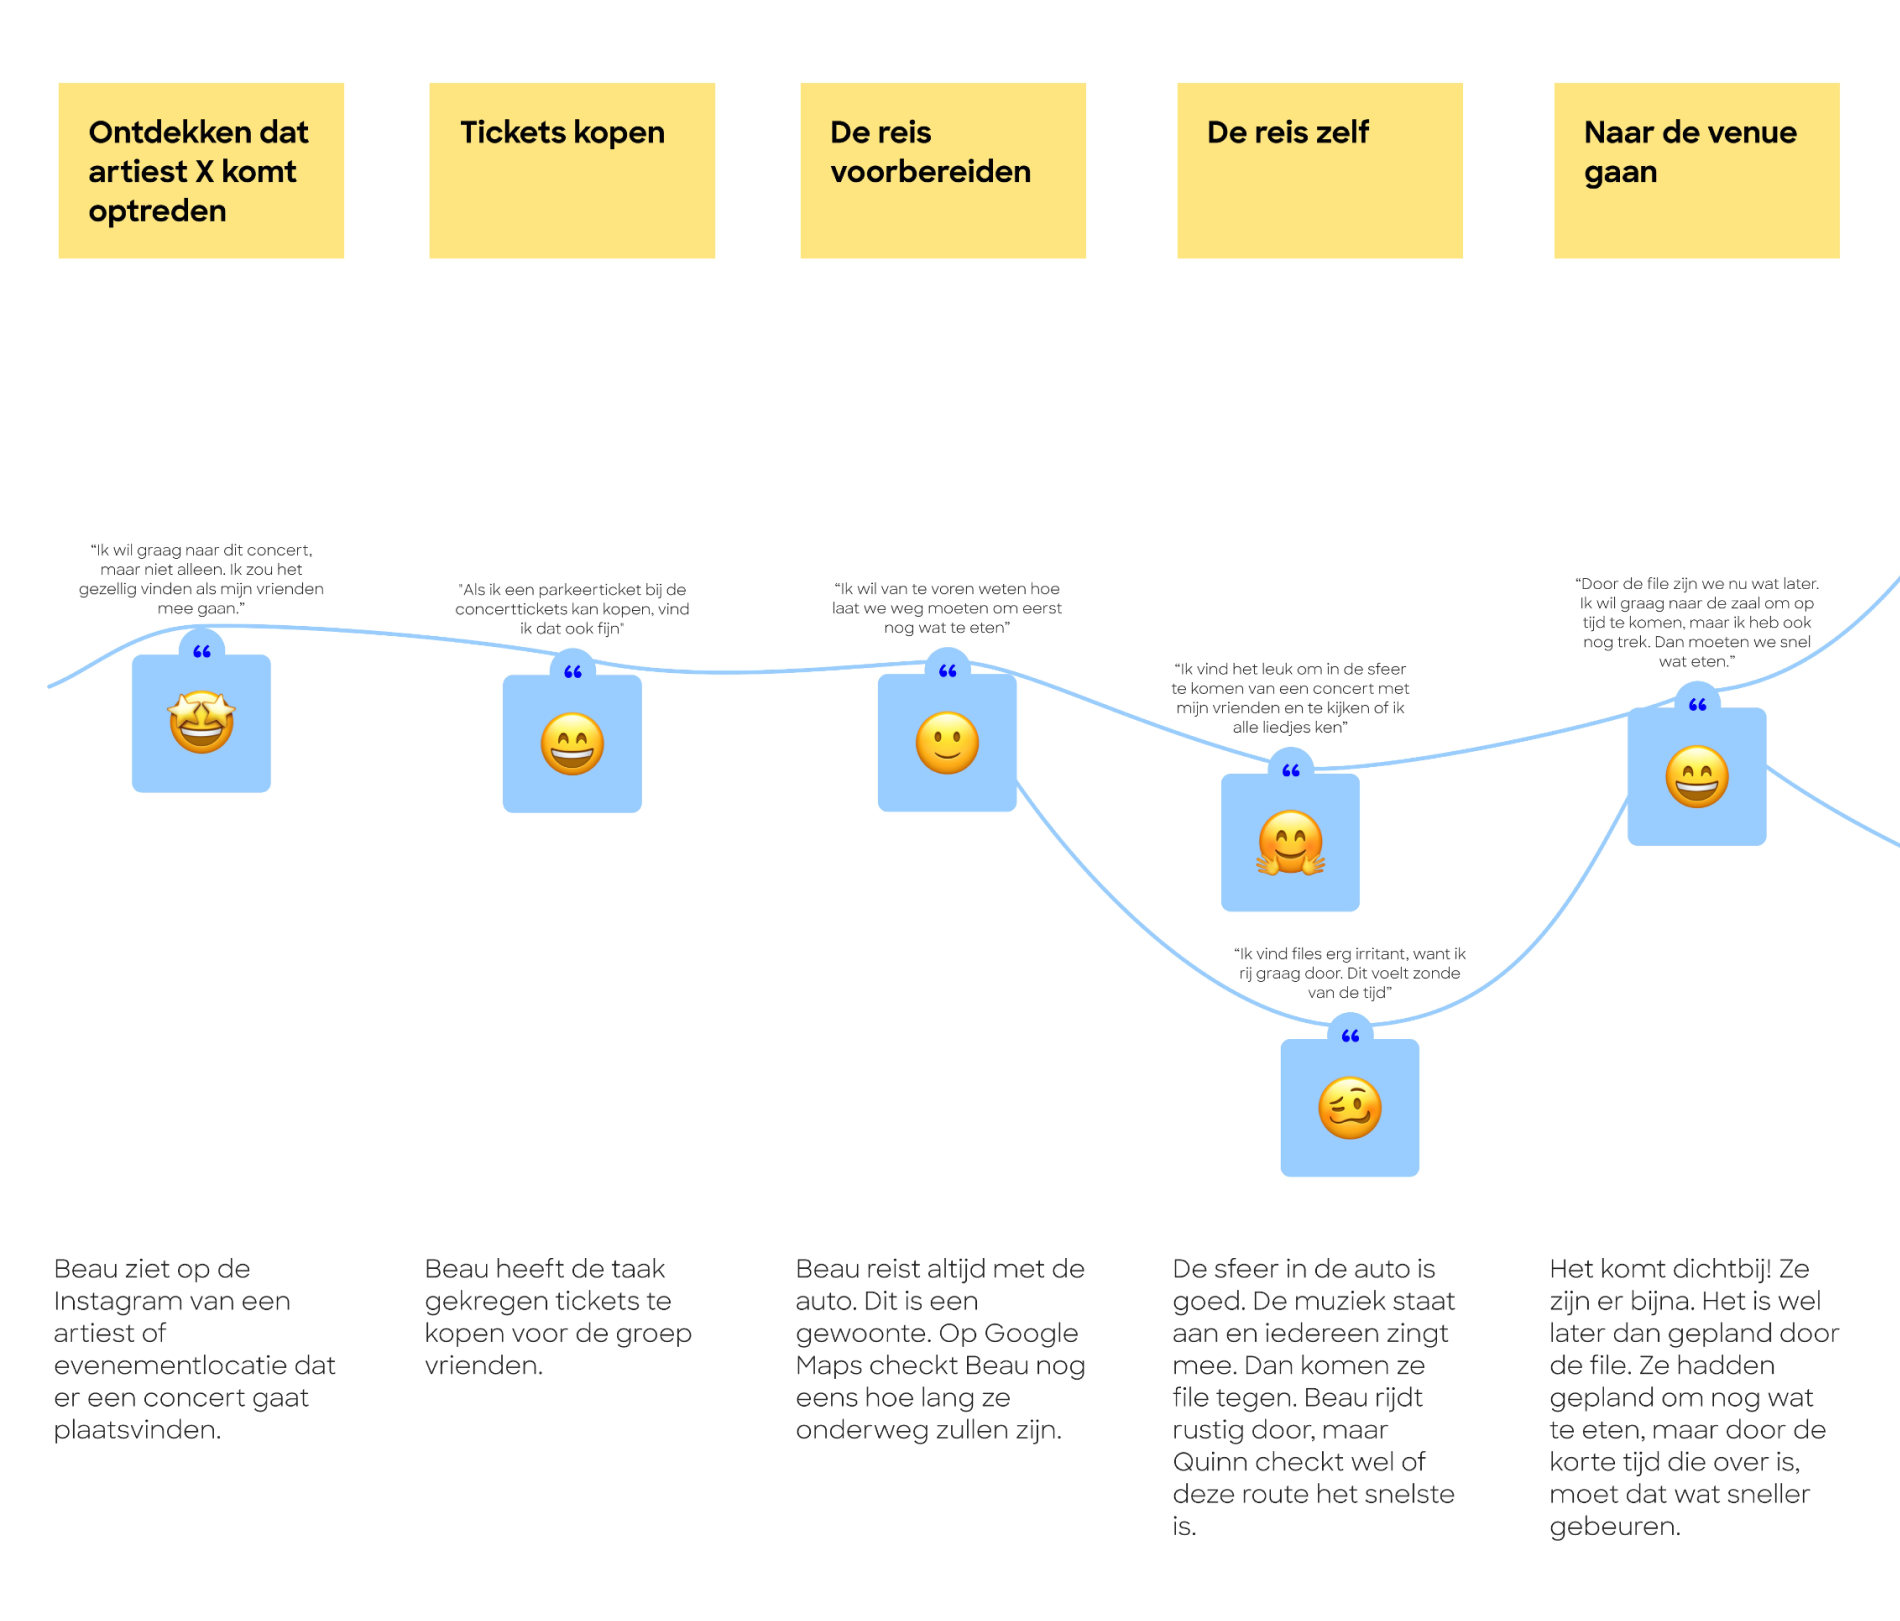 Ontdekken dat
artiest X komt
optreden
Tickets kopen
De reis
voorbereiden
De reis zelf
Naar de venue
gaan
“Ik wil graag naar dit concert,
maar niet alleen. Ik zou het
gezellig vinden als mijn vrienden
mee gaan.”
"Als ik een parkeerticket bij de
concerttickets kan kopen, vind
ik dat ook fijn"
“Ik wil van te voren weten hoe
laat we weg moeten om eerst
nog wat te eten”
“Ik vind het leuk om in de sfeer
te komen van een concert met
mijn vrienden en te kijken of ik
alle liedjes ken”
“Door de file zijn we nu wat later.
Ik wil graag naar de zaal om op
tijd te komen, maar ik heb ook
nog trek. Dan moeten we snel
wat eten.”
“Ik vind files erg irritant, want ik
rij graag door. Dit voelt zonde
van de tijd”
Beau ziet op de
Instagram van een
artiest of
evenementlocatie dat
er een concert gaat
plaatsvinden.
Beau heeft de taak
gekregen tickets te
kopen voor de groep
vrienden.
Beau reist altijd met de
auto. Dit is een
gewoonte. Op Google
Maps checkt Beau nog
eens hoe lang ze
onderweg zullen zijn.
De sfeer in de auto is
goed. De muziek staat
aan en iedereen zingt
mee. Dan komen ze
file tegen. Beau rijdt
rustig door, maar
Quinn checkt wel of
deze route het snelste
is.
Het komt dichtbij! Ze
zijn er bijna. Het is wel
later dan gepland door
de file. Ze hadden
gepland om nog wat
te eten, maar door de
korte tijd die over is,
moet dat wat sneller
gebeuren.